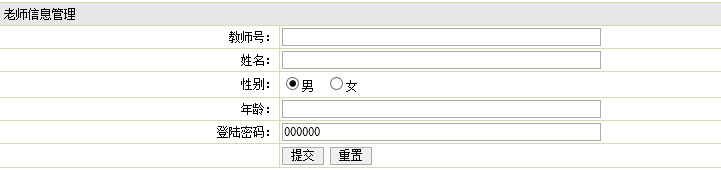 老师信息管理
教师号：
姓名：
性别： 男 女
年龄：
登陆密码： 000000
提交 重置